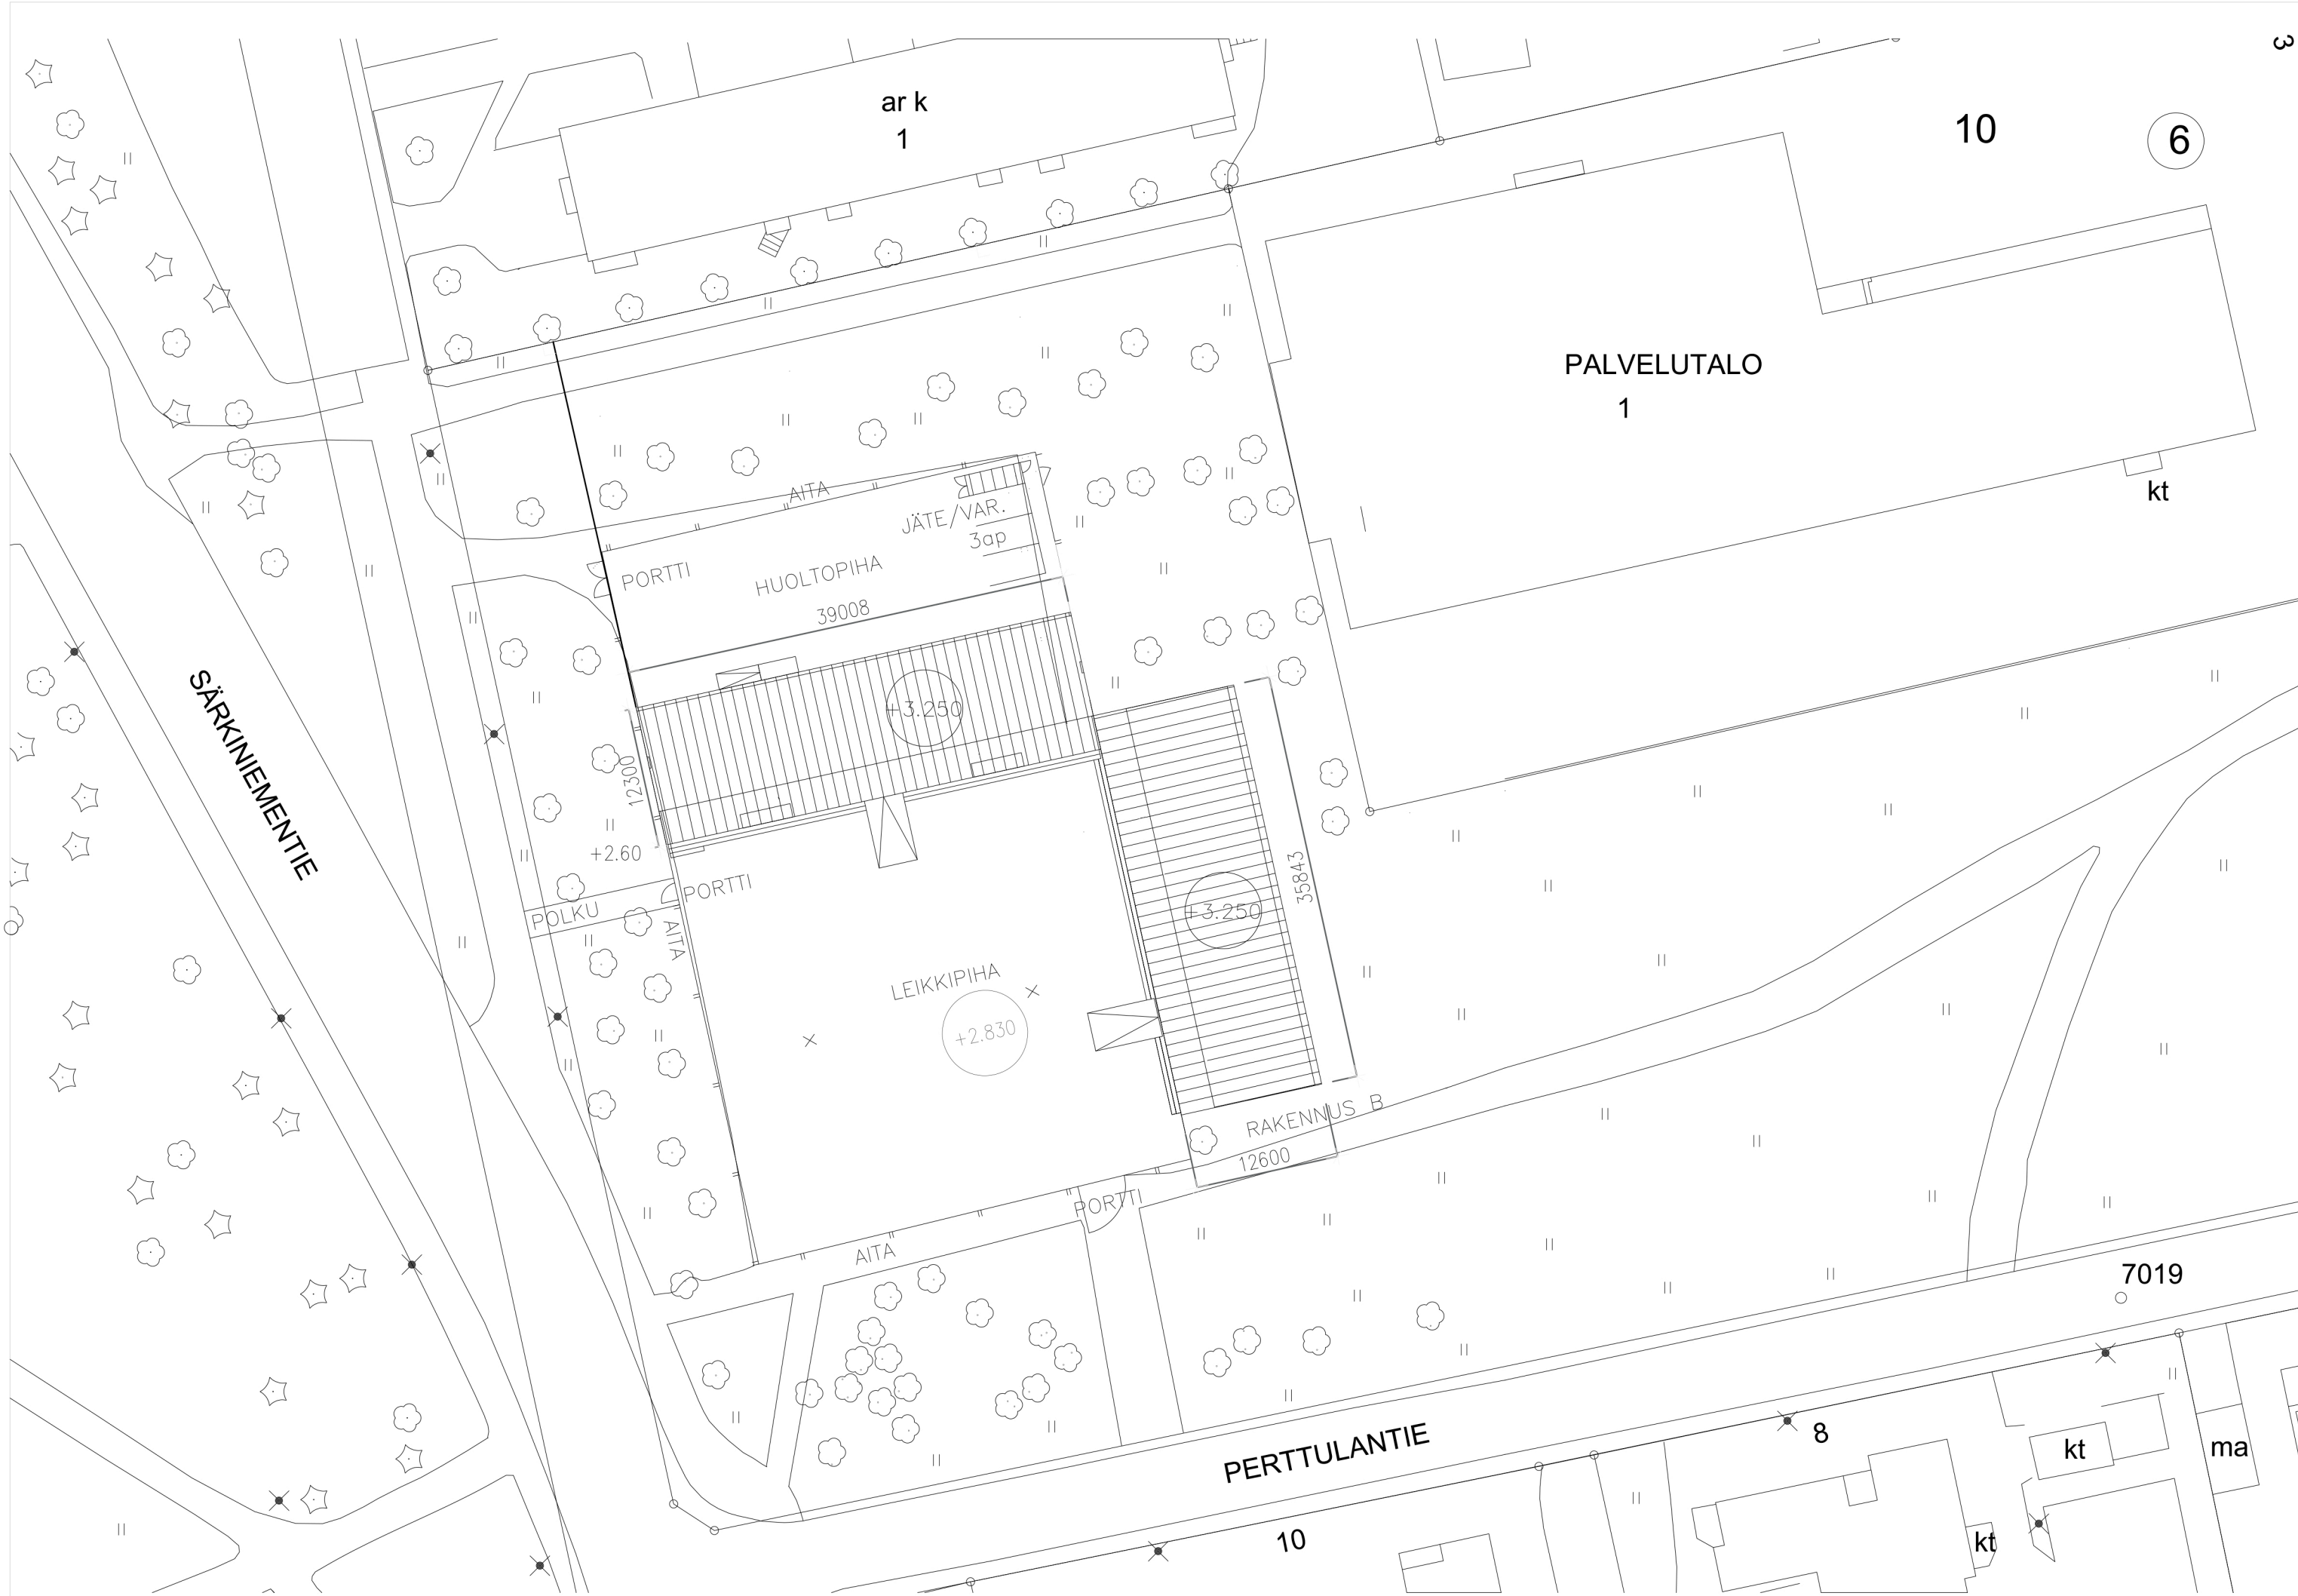 3
ar k
1
10
6
PALVELUTALO
1
kt
AITA
JÄTE/VAR.
3ap
PORTTI
HUOLTOPIHA
39008
+3.250
SÄRKINIEMENTIE
12300
+2.60
PORTTI
POLKU
AITA
35843
+3.250
LEIKKIPIHA
+2.830
RAKENNUS B
12600
PORTTI
AITA
7019
PERTTULANTIE
8
kt
ma
10
kt